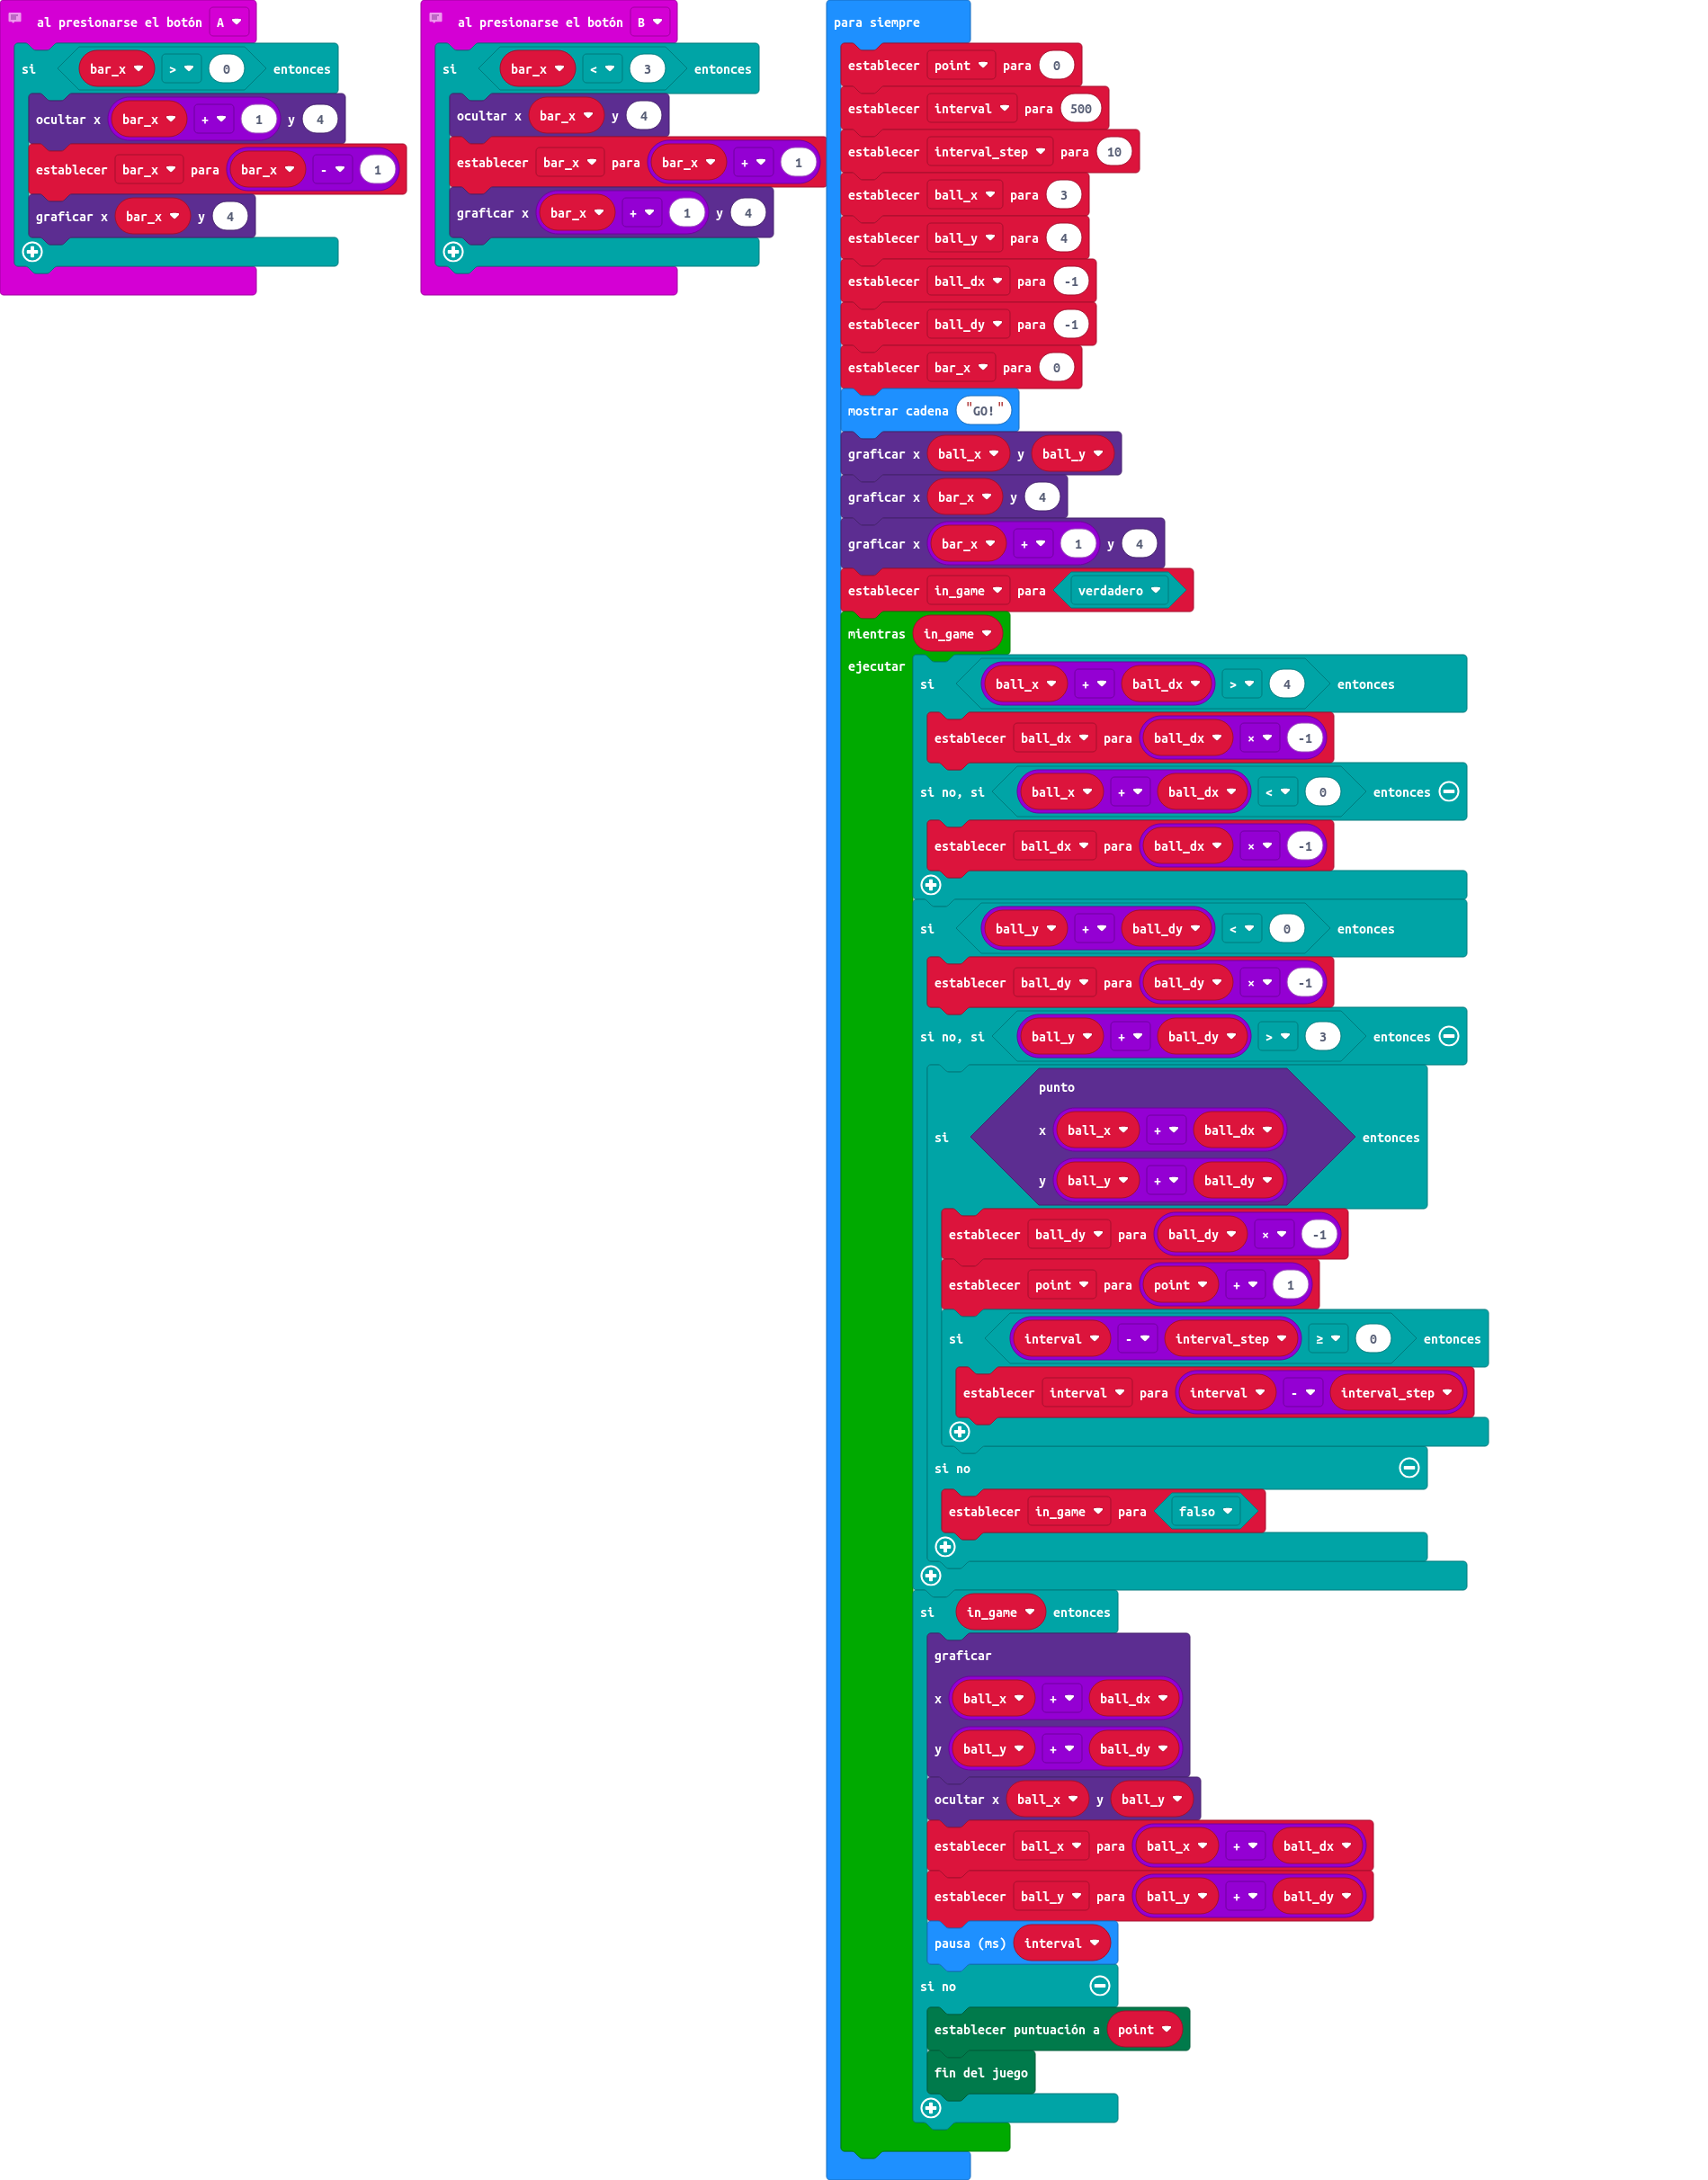 al presionarse el botón A
si bar_x > 0 entonces
ocultar x bar_x + 1 y 4
establecer bar_x para bar_x - 1
graficar x bar_x y 4
al presionarse el botón B
si bar_x < 3 entonces
ocultar x bar_x y 4
establecer bar_x para bar_x + 1
graficar x bar_x + 1 y 4
para siempre
establecer point para 0
establecer interval para 500
establecer interval_step para 10
establecer ball_x para 3
establecer ball_y para 4
establecer ball_dx para -1
establecer ball_dy para -1
establecer bar_x para 0
mostrar cadena "GO!"
graficar x ball_x y ball_y
graficar x bar_x y 4
graficar x bar_x + 1 y 4
establecer in_game para verdadero
mientras in_game
ejecutar
si ball_x + ball_dx > 4 entonces
establecer ball_dx para ball_dx × -1
si no, si ball_x + ball_dx < 0 entonces
establecer ball_dx para ball_dx × -1
si ball_y + ball_dy < 0 entonces
establecer ball_dy para ball_dy × -1
si no, si ball_y + ball_dy > 3 entonces
punto
x ball_x + ball_dx
si entonces
y ball_y + ball_dy
establecer ball_dy para ball_dy × -1
establecer point para point + 1
si interval - interval_step ≥ 0 entonces
establecer interval para interval - interval_step
si no
establecer in_game para falso
si in_game entonces
graficar
x ball_x + ball_dx
y ball_y + ball_dy
ocultar x ball_x y ball_y
establecer ball_x para ball_x + ball_dx
establecer ball_y para ball_y + ball_dy
pausa (ms) interval
si no
establecer puntuación a point
fin del juego